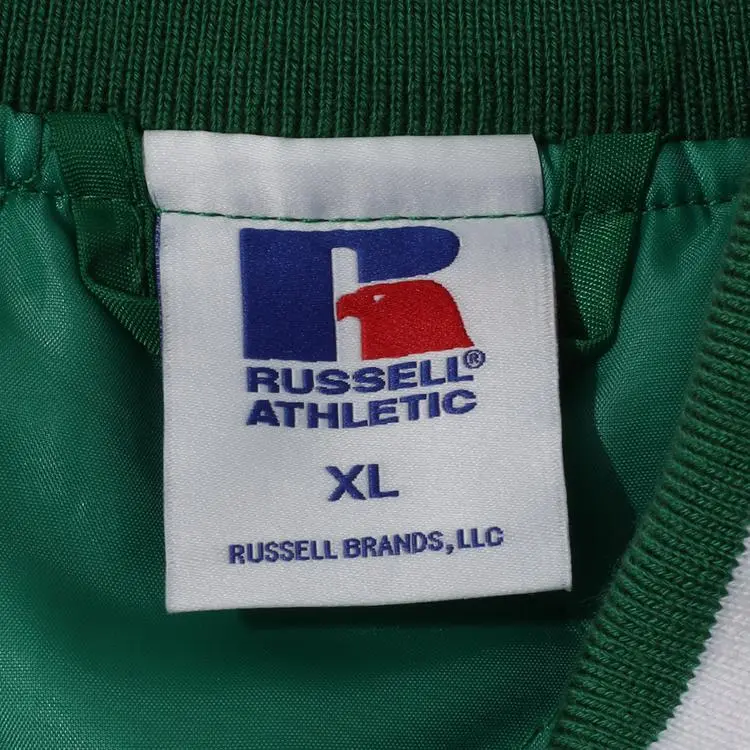 RUSSELL®
ATHLETIC
XL
RUSSELL BRANDS, LLC